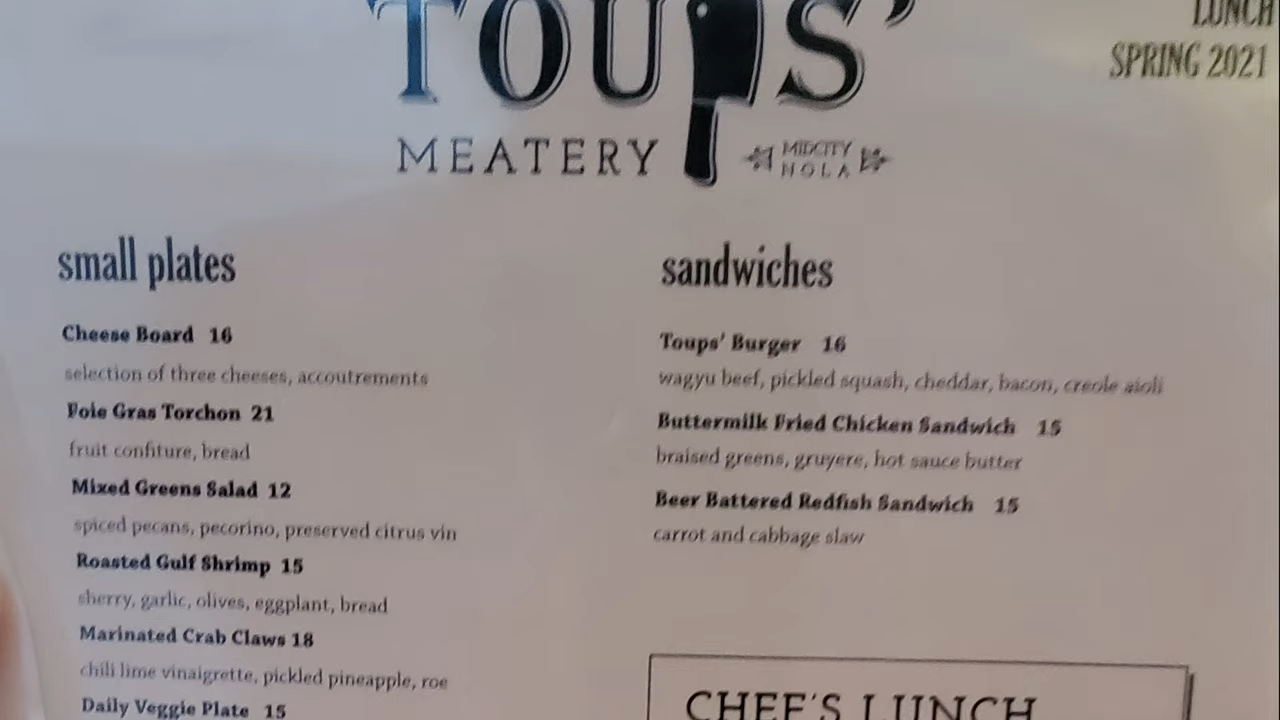 TOUPS'
MEATERY
MIDCITY
NOLA
LUNCH
SPRING 2021
small plates
Cheese Board 16
selection of three cheeses, accoutrements
Foie Gras Torchon 21
fruit confiture, bread
Mixed Greens Salad 12
spiced pecans, pecorino, preserved citrus vin
Roasted Gulf Shrimp 15
sherry, garlic, olives, eggplant, bread
Marinated Crab Claws 18
chili lime vinaigrette, pickled pineapple, roe
Daily Veggie Plate 15
sandwiches
Toups' Burger 16
wagyu beef, pickled squash, cheddar, bacon, creole aioli
Buttermilk Fried Chicken Sandwich 15
braised greens, gruyere, hot sauce butter
Beer Battered Redfish Sandwich 15
carrot and cabbage slaw
CHEF'S LUNCH